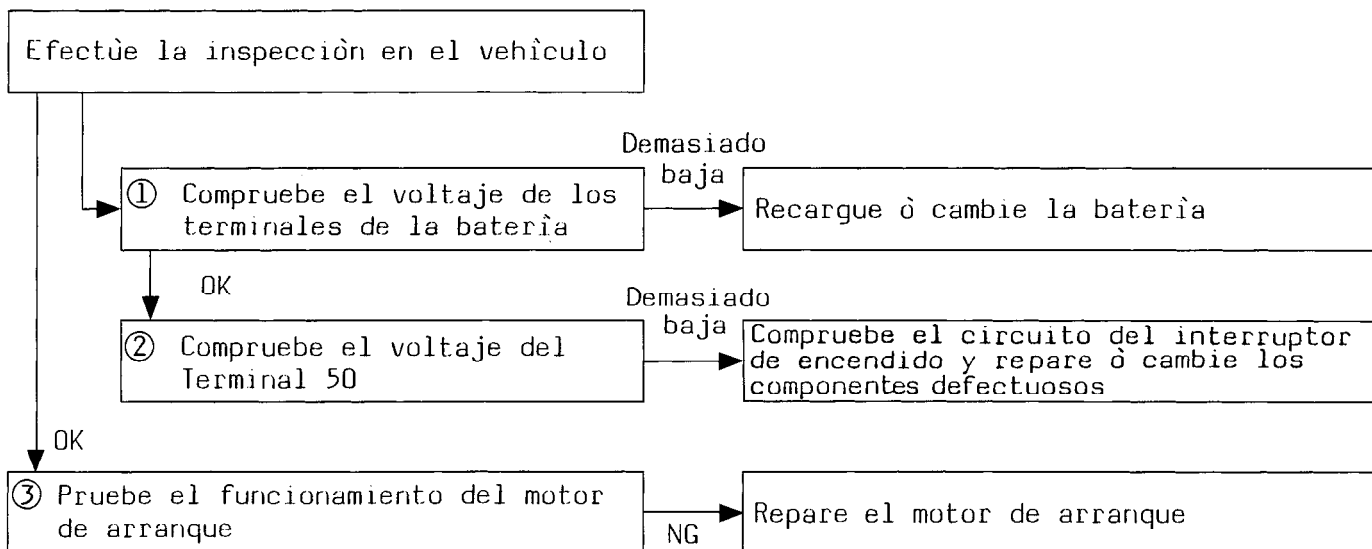 Efectùe la inspecciòn en el vehìculo
Demasiado
baja
① Compruebe el voltaje de los
terminales de la baterìa
Recargue ò cambie la baterìa
OK
Demasiado
baja
② Compruebe el voltaje del
Terminal 50
Compruebe el circuito del interruptor
de encendido y repare ò cambie los
componentes defectuosos
OK
③ Pruebe el funcionamiento del motor
de arranque
NG
Repare el motor de arranque